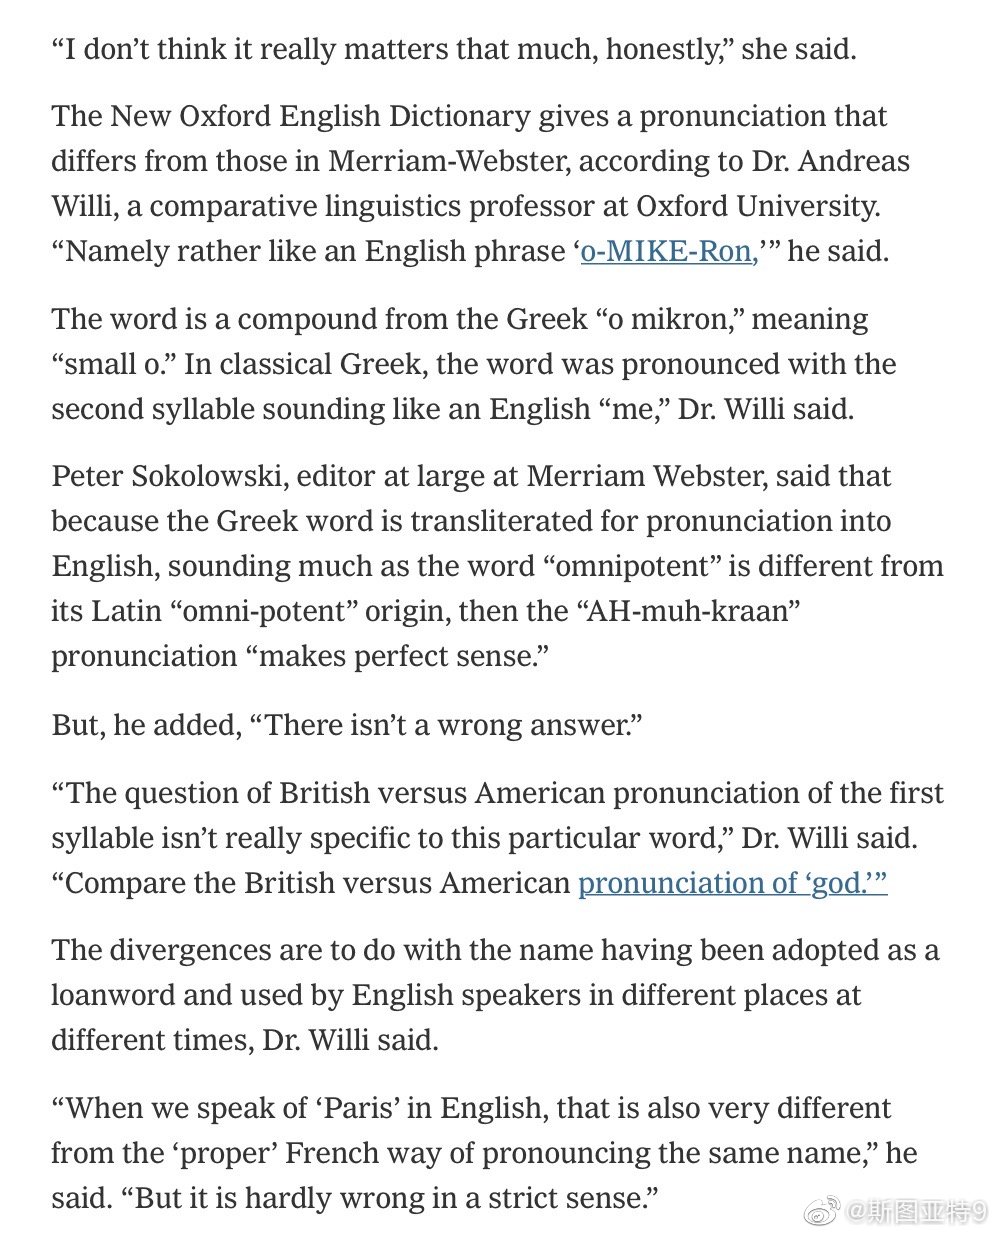 “I don’t think it really matters that much, honestly,” she said.
The New Oxford English Dictionary gives a pronunciation that
differs from those in Merriam-Webster, according to Dr. Andreas
Willi, a comparative linguistics professor at Oxford University.
“Namely rather like an English phrase ‘o-MIKE-Ron,’” he said.
The word is a compound from the Greek “o mikron,” meaning
“small o.” In classical Greek, the word was pronounced with the
second syllable sounding like an English “me,” Dr. Willi said.
Peter Sokolowski, editor at large at Merriam Webster, said that
because the Greek word is transliterated for pronunciation into
English, sounding much as the word “omnipotent” is different from
its Latin “omni-potent” origin, then the “AH-muh-kraan”
pronunciation “makes perfect sense.”
But, he added, “There isn’t a wrong answer.”
“The question of British versus American pronunciation of the first
syllable isn’t really specific to this particular word,” Dr. Willi said.
“Compare the British versus American pronunciation of ‘god.’”
The divergences are to do with the name having been adopted as a
loanword and used by English speakers in different places at
different times, Dr. Willi said.
“When we speak of ‘Paris’ in English, that is also very different
from the ‘proper’ French way of pronouncing the same name,” he
said. “But it is hardly wrong in a strict sense.”
@斯图亚特9